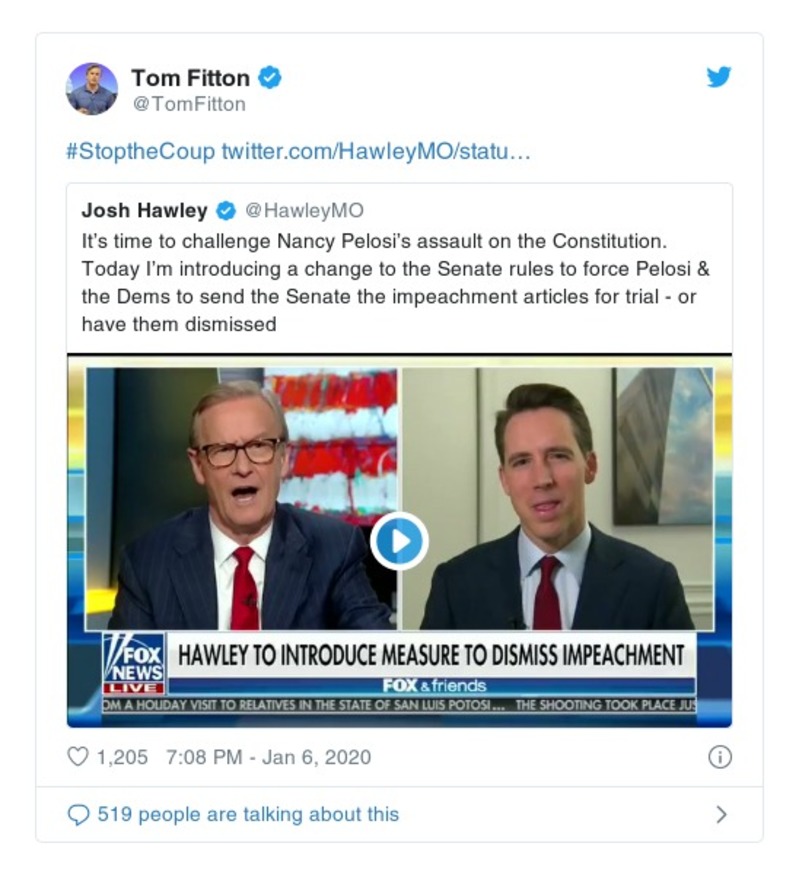 Tom Fitton
@TomFitton
#StoptheCoup twitter.com/HawleyMO/statu…
Josh Hawley @HawleyMO
It's time to challenge Nancy Pelosi's assault on the Constitution.
Today I'm introducing a change to the Senate rules to force Pelosi &
the Dems to send the Senate the impeachment articles for trial - or
have them dismissed
FOX
NEWS
LIVE
HAWLEY TO INTRODUCE MEASURE TO DISMISS IMPEACHMENT
FOX & friends
OM A HOLIDAY VISIT TO RELATIVES IN THE STATE OF SAN LUIS POTOSI... THE SHOOTING TOOK PLACE JUS
1,205 7:08 PM - Jan 6, 2020
519 people are talking about this